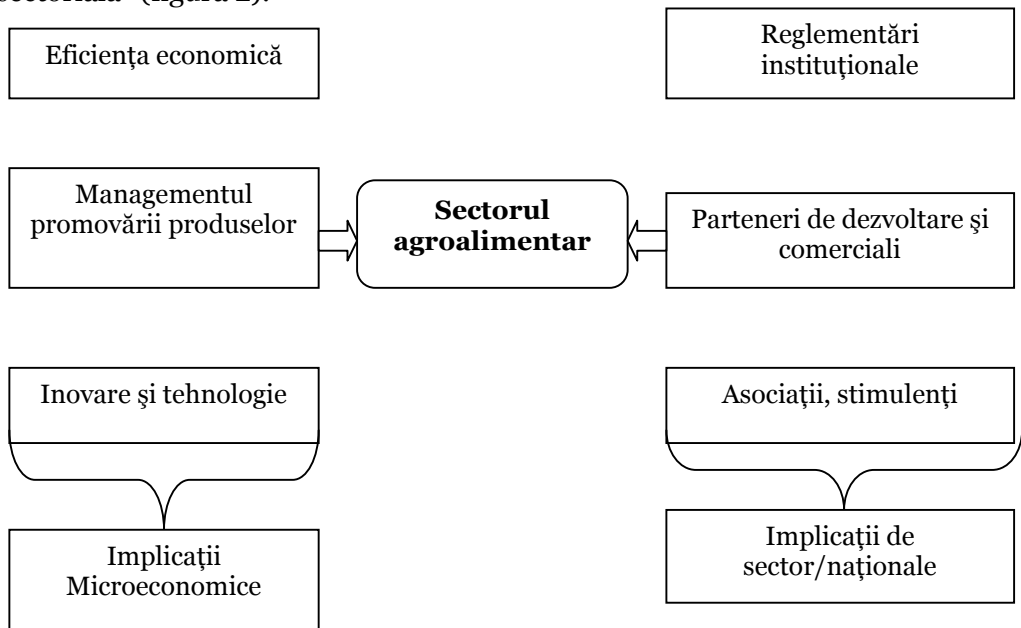 (figura 2).
Eficiența economică
Reglementări
instituționale
Managementul
promovării produselor
Sectorul
agroalimentar
Parteneri de dezvoltare şi
comerciali
Inovare şi tehnologie
Asociații, stimulenți
Implicații
Microeconomice
Implicații de
sector/naționale